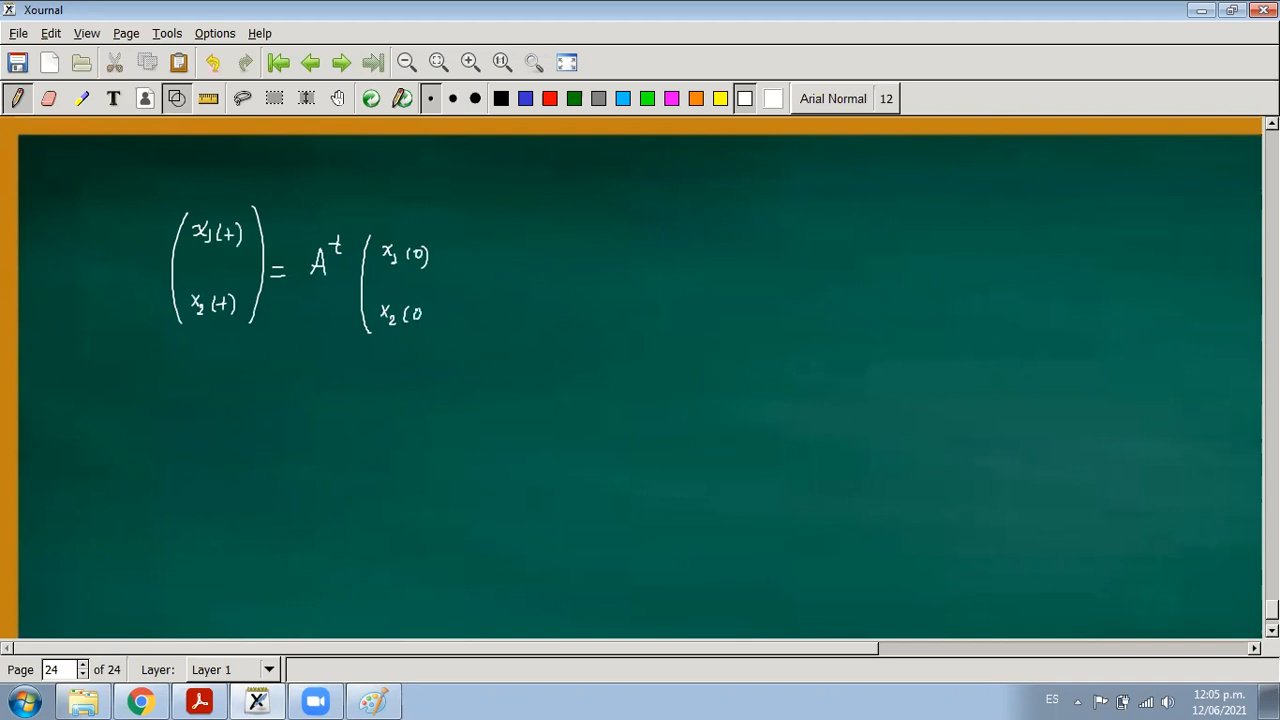 Xournal
File Edit View Page Tools Options Help
Arial Normal 12
x₁(t)
x₂(t)
= Aᵗ
x₁(0)
x₂(0
Page 24 of 24 Layer: Layer 1
ES 12:05 p.m.
12/06/2021